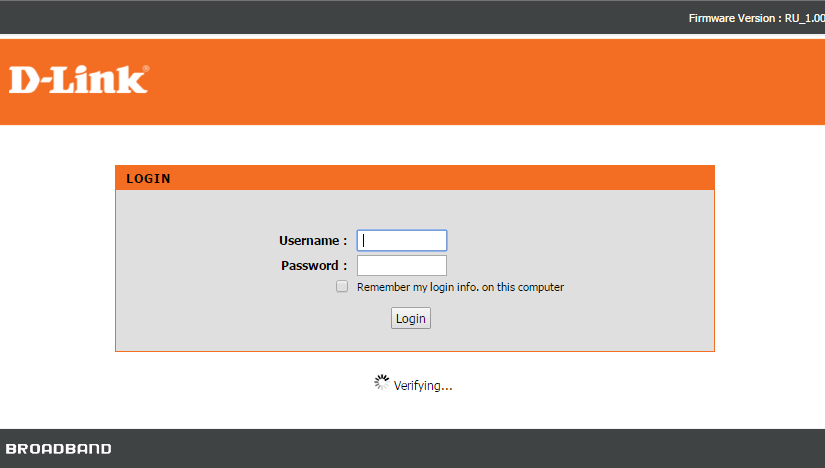 Firmware Version : RU_1.00
D-Link®
LOGIN
Username :
Password :
Remember my login info. on this computer
Login
Verifying...
BROADBAND